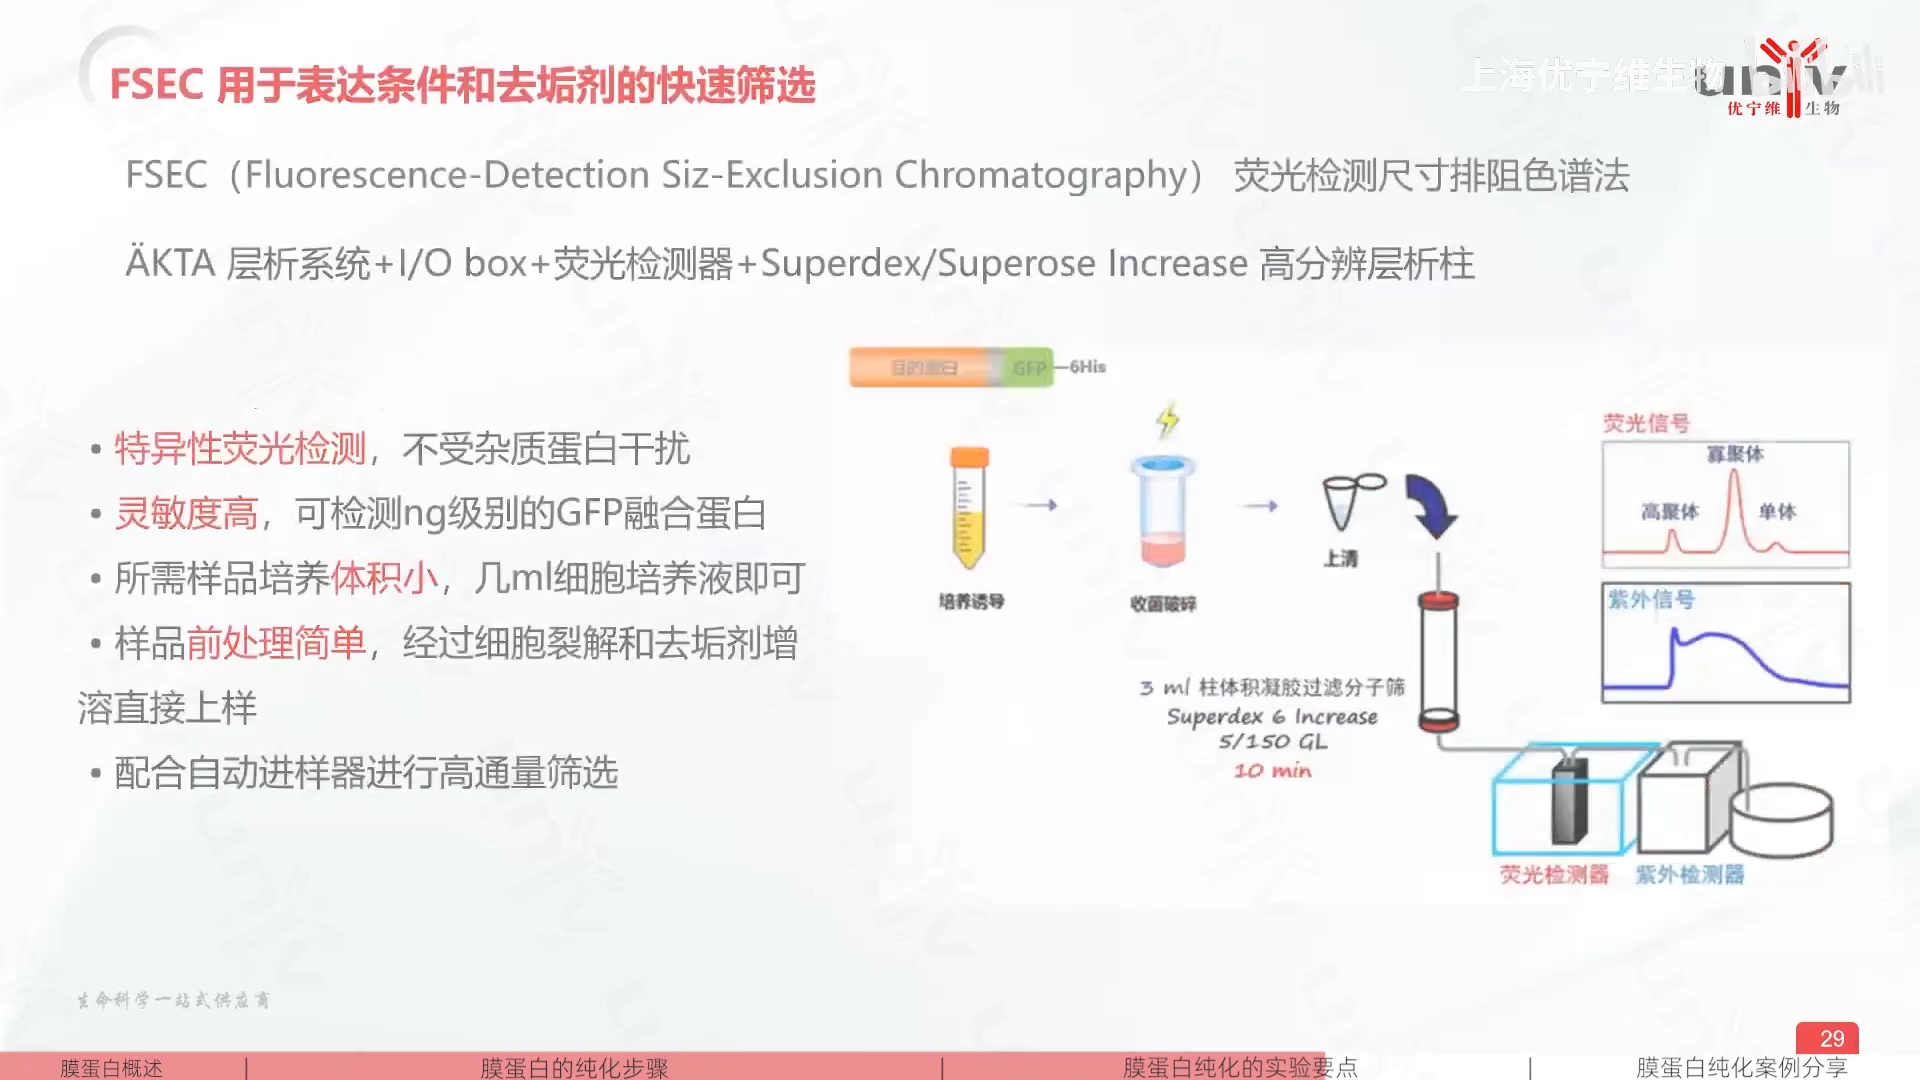 FSEC 用于表达条件和去垢剂的快速筛选
上海优宁维生物
univ
优宁维 生物
FSEC（Fluorescence-Detection Siz-Exclusion Chromatography） 荧光检测尺寸排阻色谱法
ÄKTA 层析系统+I/O box+荧光检测器+Superdex/Superose Increase 高分辨层析柱
目的蛋白 GFP 6His
• 特异性荧光检测，不受杂质蛋白干扰
• 灵敏度高，可检测ng级别的GFP融合蛋白
• 所需样品培养体积小，几ml细胞培养液即可
• 样品前处理简单，经过细胞裂解和去垢剂增
溶直接上样
• 配合自动进样器进行高通量筛选
培养诱导
收菌破碎
上清
3 ml 柱体积凝胶过滤分子筛
Superdex 6 Increase
5/150 GL
10 min
荧光信号
寡聚体
高聚体 单体
紫外信号
荧光检测器 紫外检测器
生命科学一站式供应商
29
膜蛋白概述 | 膜蛋白的纯化步骤 | 膜蛋白纯化的实验要点 | 膜蛋白纯化案例分享